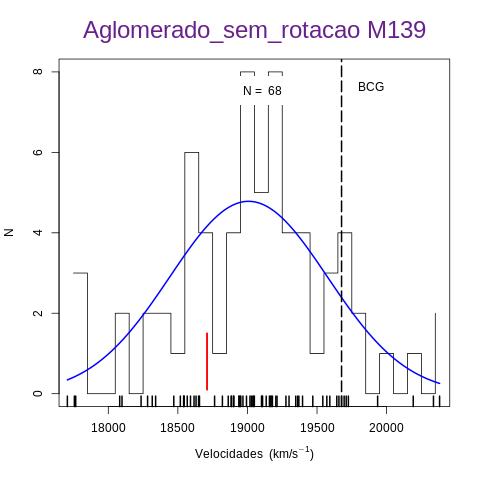 Aglomerado_sem_rotacao M139
8
N = 68
BCG
6
N
4
2
0
18000 18500 19000 19500 20000
Velocidades (km/s⁻¹)